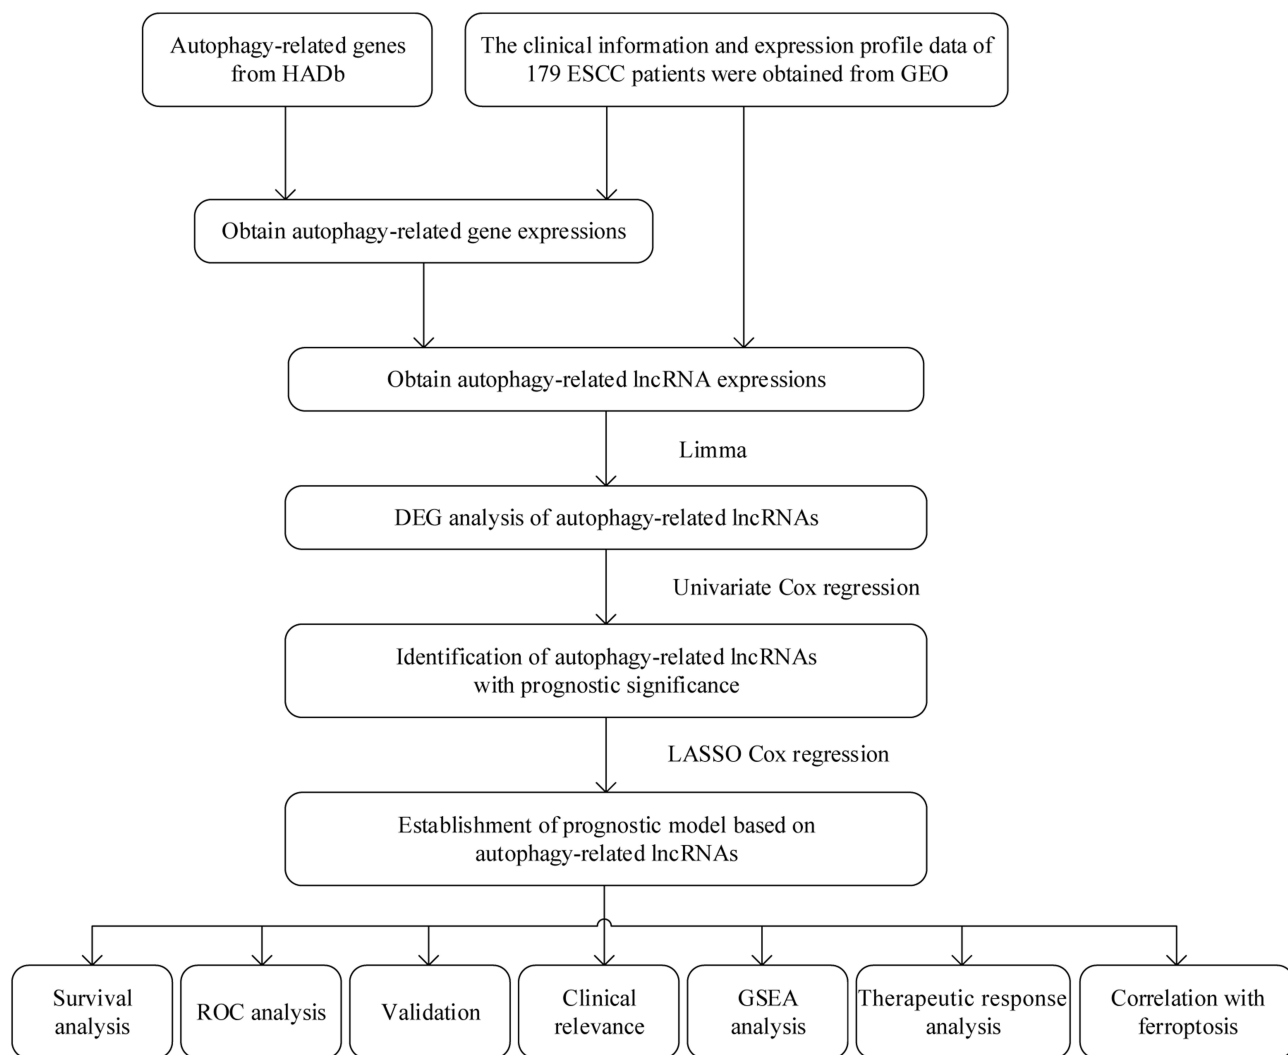 Autophagy-related genes
from HADb
The clinical information and expression profile data of
179 ESCC patients were obtained from GEO
Obtain autophagy-related gene expressions
Obtain autophagy-related lncRNA expressions
Limma
DEG analysis of autophagy-related lncRNAs
Univariate Cox regression
Identification of autophagy-related lncRNAs
with prognostic significance
LASSO Cox regression
Establishment of prognostic model based on
autophagy-related lncRNAs
Survival
analysis
ROC analysis
Validation
Clinical
relevance
GSEA
analysis
Therapeutic response
analysis
Correlation with
ferroptosis